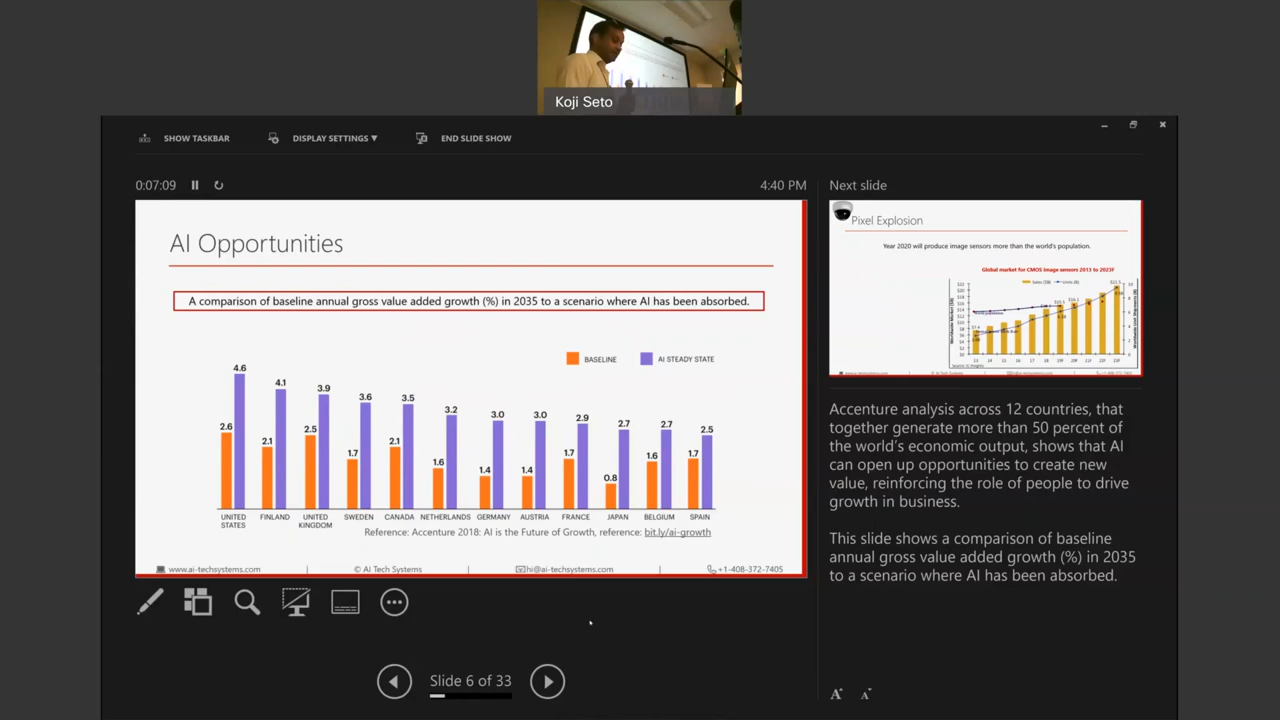 Koji Seto
SHOW TASKBAR
DISPLAY SETTINGS ▼
END SLIDE SHOW
0:07:09
4:40 PM
AI Opportunities
A comparison of baseline annual gross value added growth (%) in 2035 to a scenario where AI has been absorbed.
BASELINE
AI STEADY STATE
2.6 4.6
2.1 4.1
2.5 3.9
1.7 3.6
2.1 3.5
1.6 3.2
1.4 3.0
1.4 3.0
1.7 2.9
0.8 2.7
1.6 2.7
1.7 2.5
UNITED STATES
FINLAND
UNITED KINGDOM
SWEDEN
CANADA
NETHERLANDS
GERMANY
AUSTRIA
FRANCE
JAPAN
BELGIUM
SPAIN
Reference: Accenture 2018: AI is the Future of Growth, reference: bit.ly/ai-growth
www.ai-techsystems.com | © AI Tech Systems | hi@ai-techsystems.com | +1-408-372-7405
Slide 6 of 33
Next slide
Pixel Explosion
Year 2020 will produce image sensors more than the world's population.
Global market for CMOS image sensors 2013 to 2023F
Accenture analysis across 12 countries, that
together generate more than 50 percent of
the world's economic output, shows that AI
can open up opportunities to create new
value, reinforcing the role of people to drive
growth in business.
This slide shows a comparison of baseline
annual gross value added growth (%) in 2035
to a scenario where AI has been absorbed.
A A